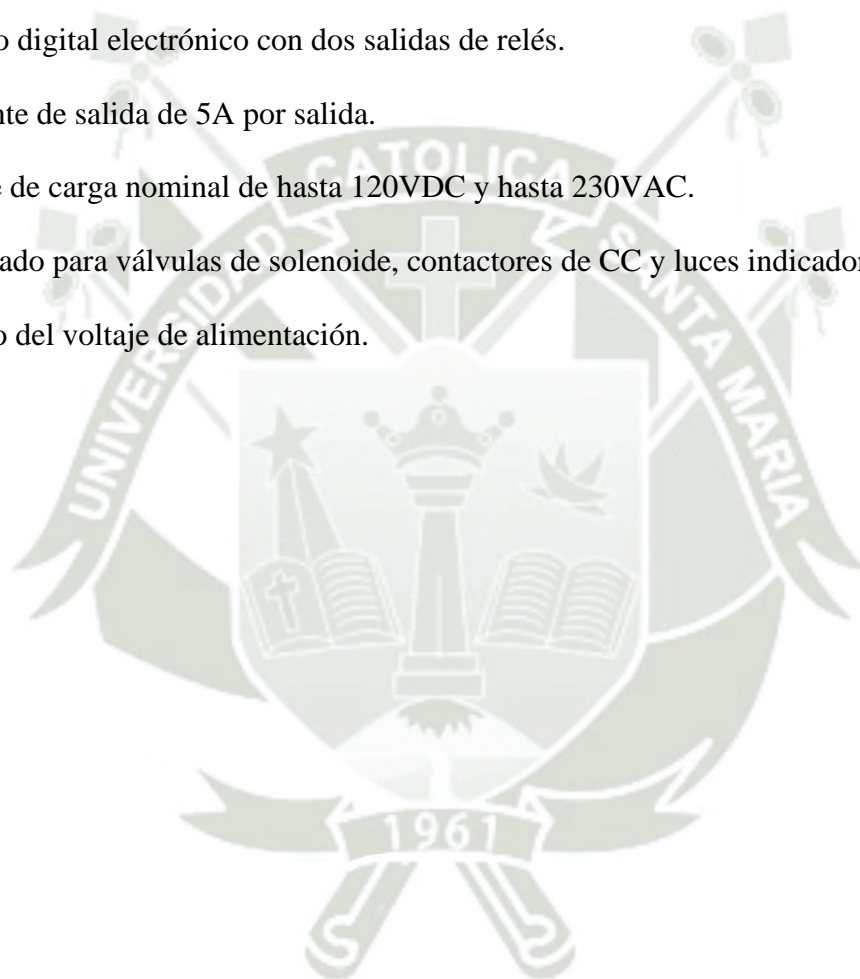 o digital electrónico con dos salidas de relés.
nte de salida de 5A por salida.
e de carga nominal de hasta 120VDC y hasta 230VAC.
ado para válvulas de solenoide, contactores de CC y luces indicador
o del voltaje de alimentación.
UNIVERSIDAD CATOLICA SANTA MARIA
1961